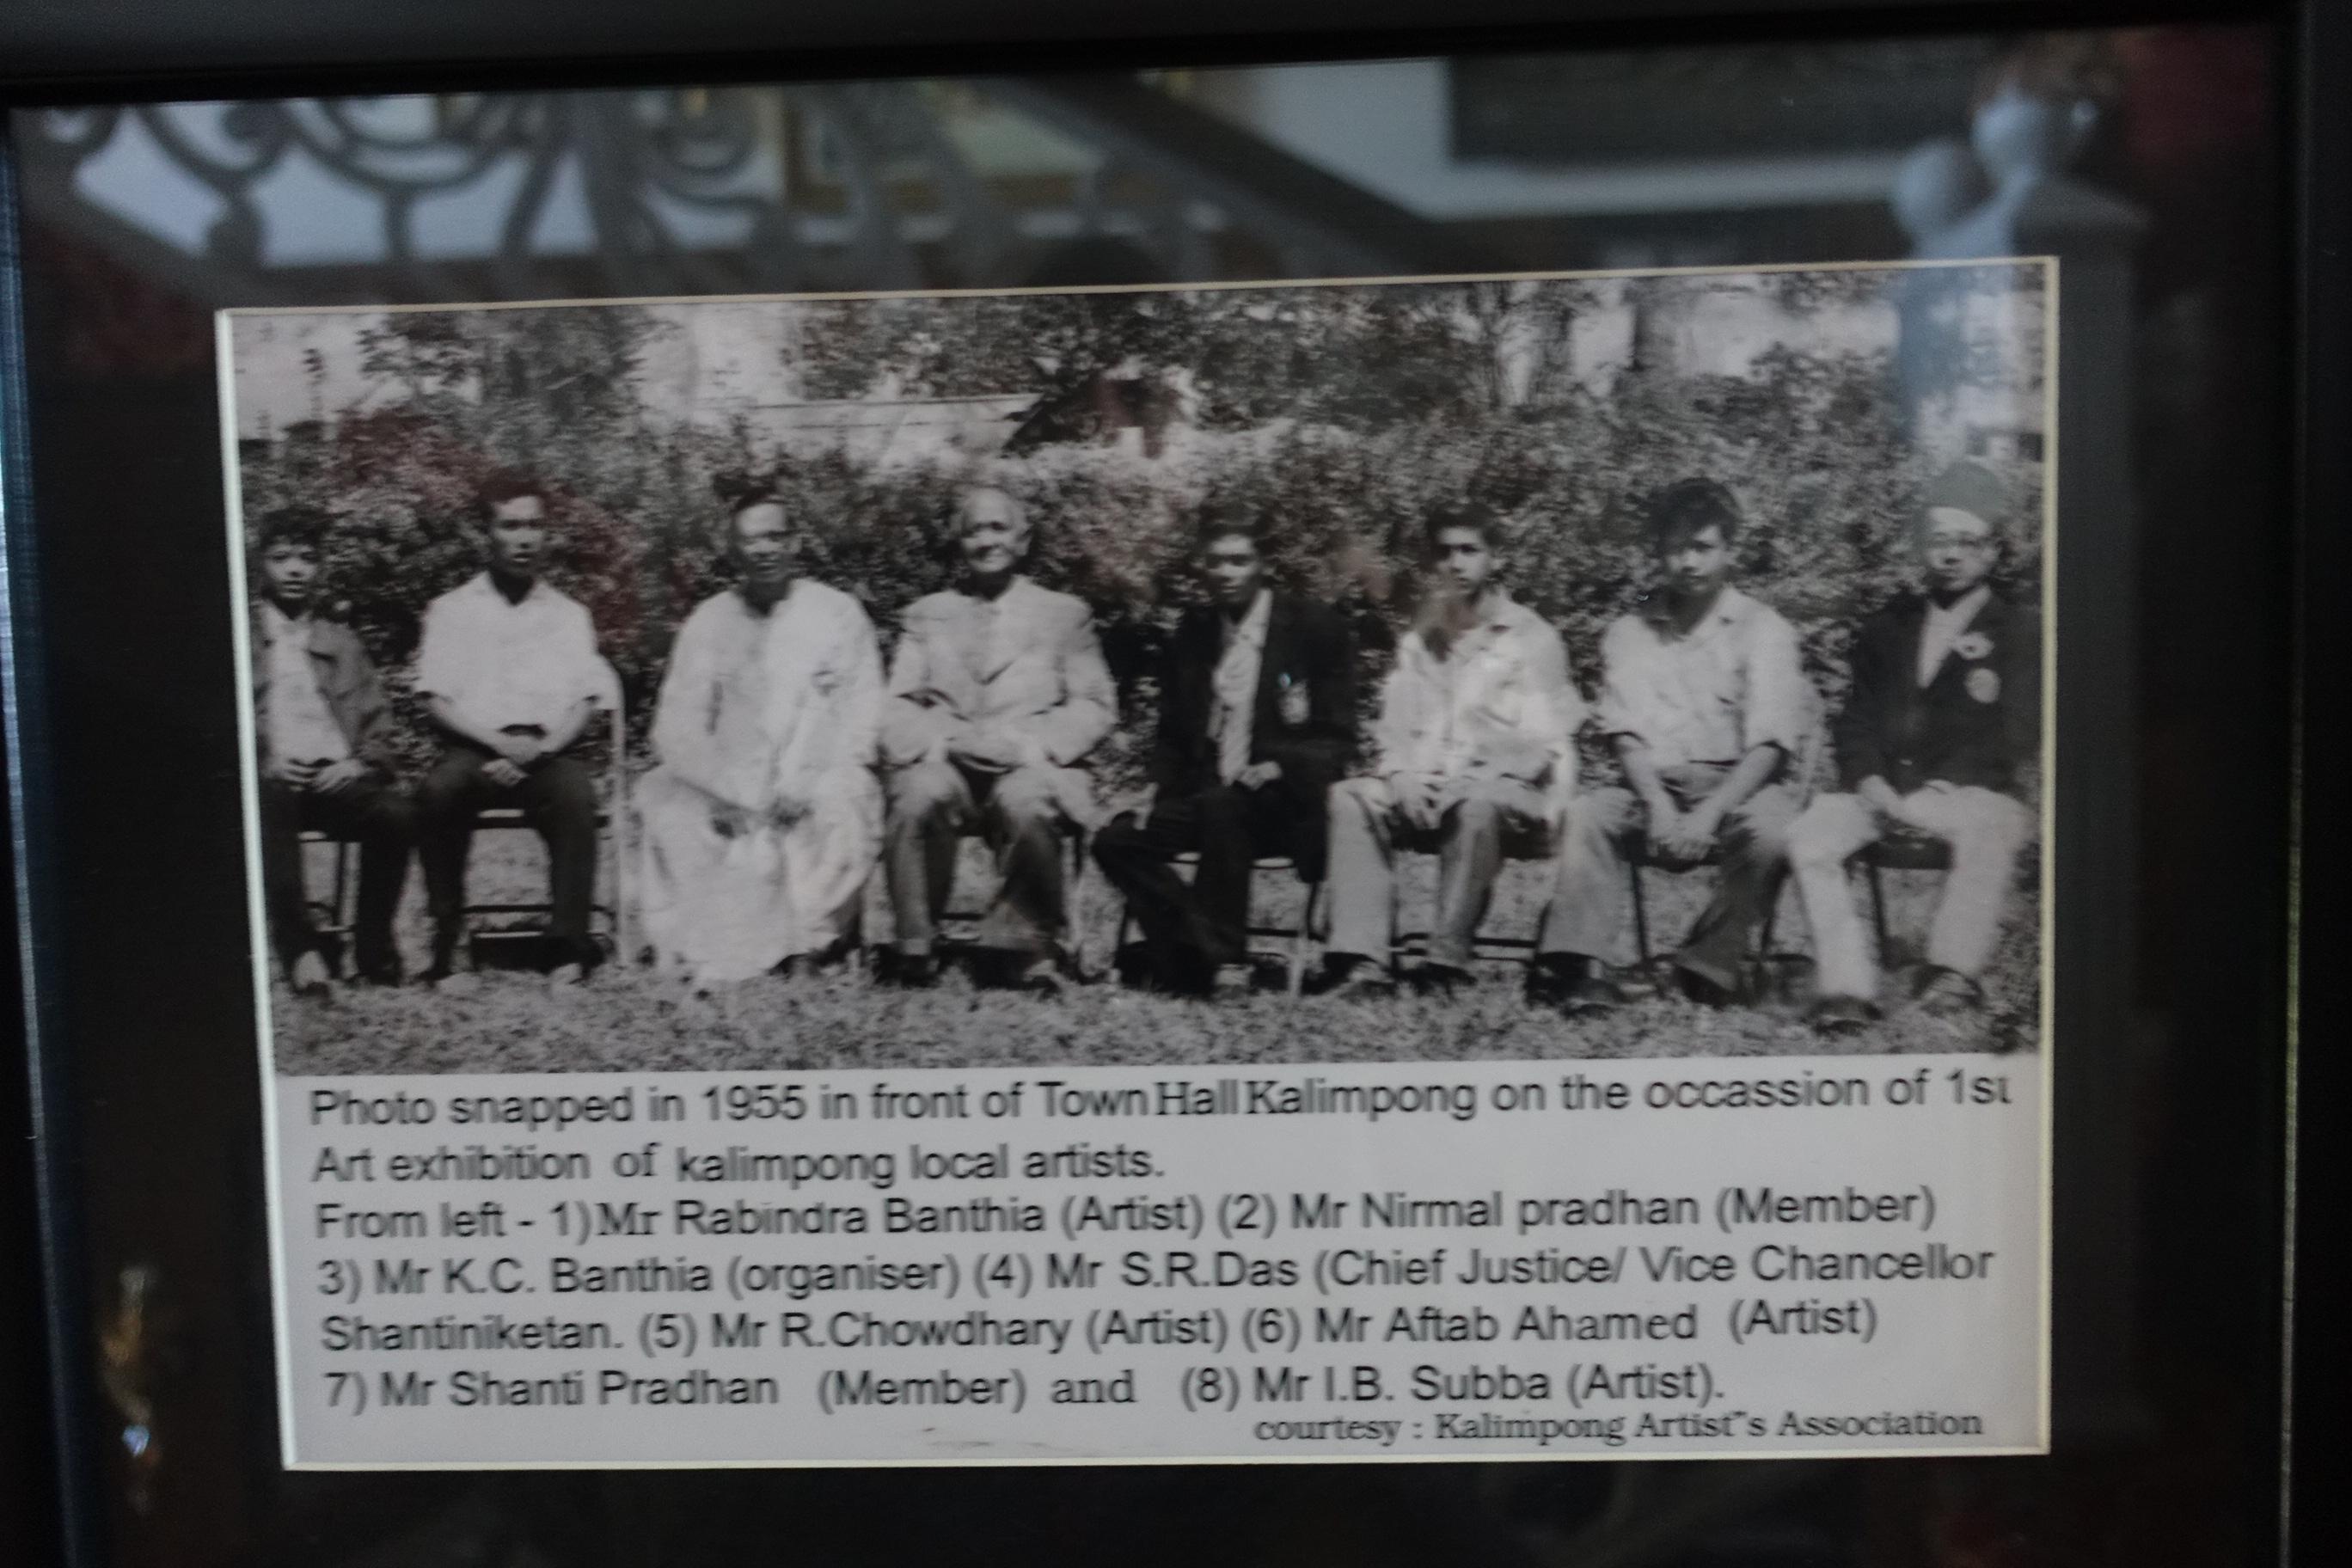 Photo snapped in 1955 in front of Town Hall Kalimpong on the occassion of 1st
Art exhibition of kalimpong local artists.
From left - 1)Mr Rabindra Banthia (Artist) (2) Mr Nirmal pradhan (Member)
3) Mr K.C. Banthia (organiser) (4) Mr S.R.Das (Chief Justice/ Vice Chancellor
Shantiniketan. (5) Mr R.Chowdhary (Artist) (6) Mr Aftab Ahamed (Artist)
7) Mr Shanti Pradhan (Member) and (8) Mr I.B. Subba (Artist).
courtesy : Kalimpong Artist"s Association